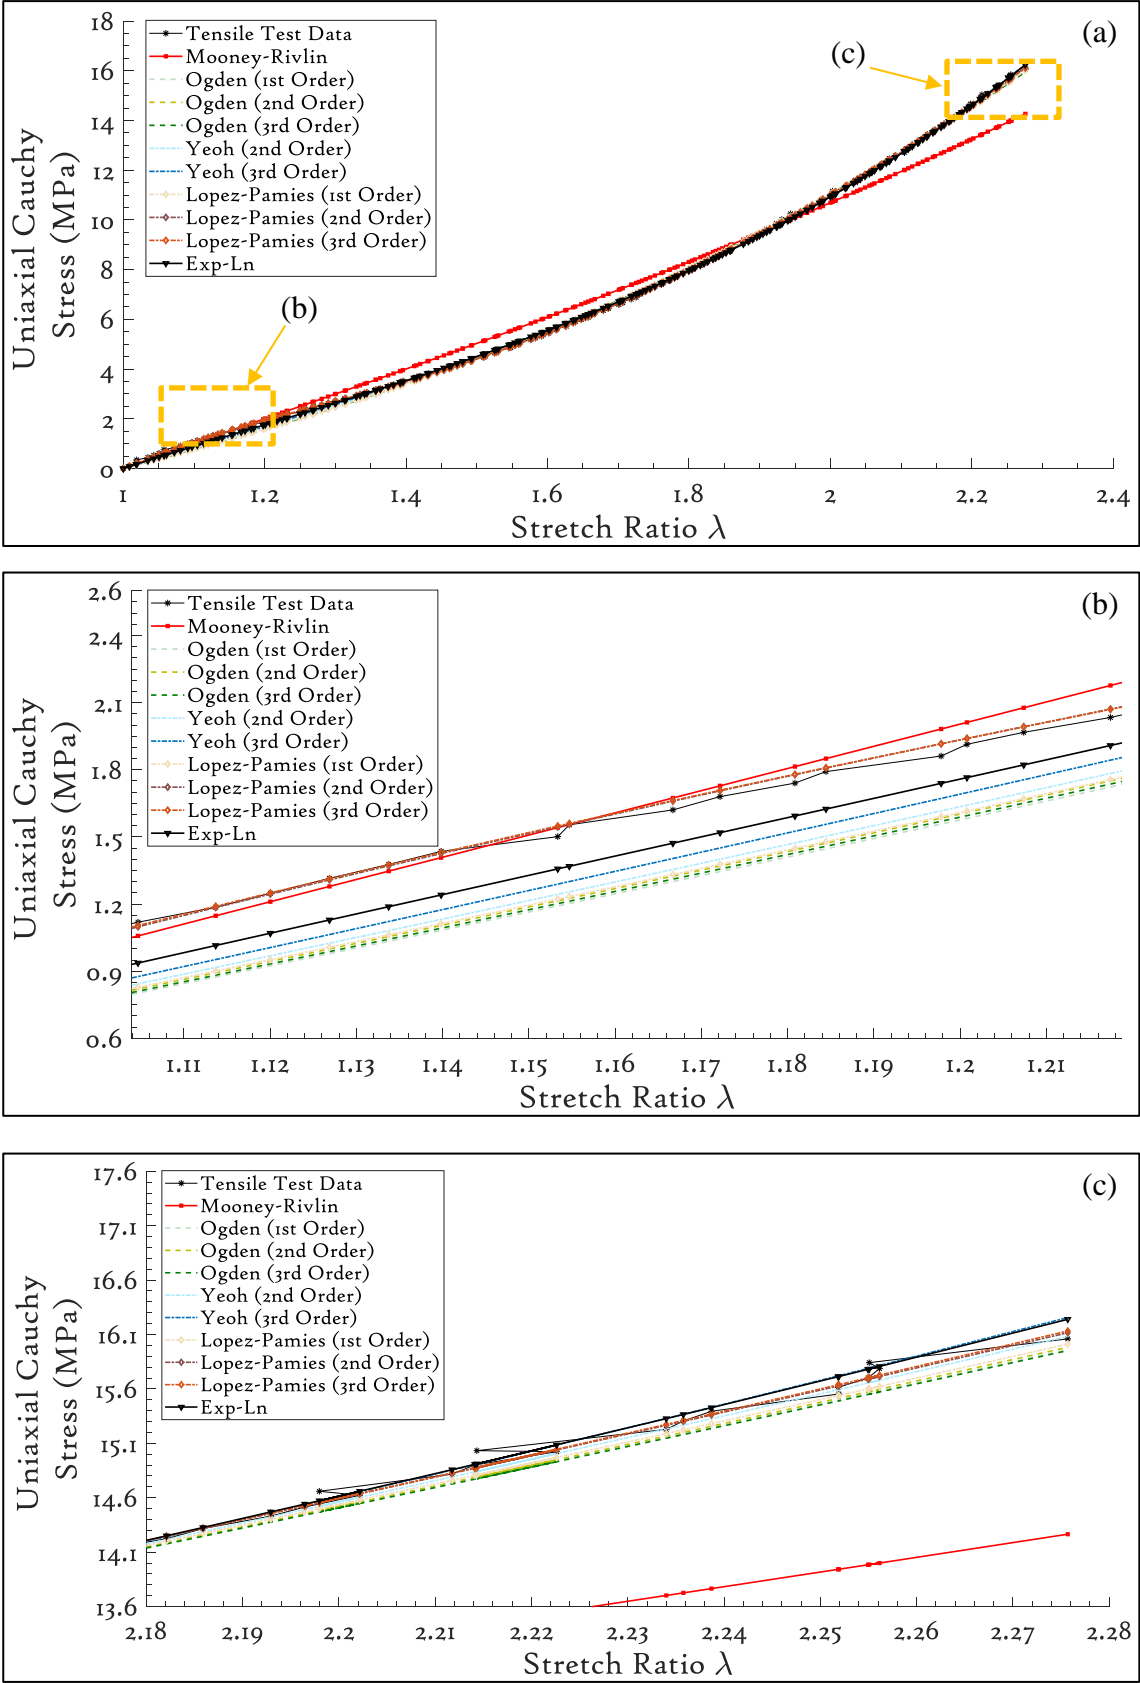 (a)
Tensile Test Data
Mooney-Rivlin
Ogden (1st Order)
Ogden (2nd Order)
Ogden (3rd Order)
Yeoh (2nd Order)
Yeoh (3rd Order)
Lopez-Pamies (1st Order)
Lopez-Pamies (2nd Order)
Lopez-Pamies (3rd Order)
Exp-Ln
(c)
(b)
Uniaxial Cauchy
Stress (MPa)
18
16
14
12
10
8
6
4
2
0
1 1.2 1.4 1.6 1.8 2 2.2 2.4
Stretch Ratio λ
(b)
Tensile Test Data
Mooney-Rivlin
Ogden (1st Order)
Ogden (2nd Order)
Ogden (3rd Order)
Yeoh (2nd Order)
Yeoh (3rd Order)
Lopez-Pamies (1st Order)
Lopez-Pamies (2nd Order)
Lopez-Pamies (3rd Order)
Exp-Ln
Uniaxial Cauchy
Stress (MPa)
2.6
2.4
2.1
1.8
1.5
1.2
0.9
0.6
1.11 1.12 1.13 1.14 1.15 1.16 1.17 1.18 1.19 1.2 1.21
Stretch Ratio λ
(c)
Tensile Test Data
Mooney-Rivlin
Ogden (1st Order)
Ogden (2nd Order)
Ogden (3rd Order)
Yeoh (2nd Order)
Yeoh (3rd Order)
Lopez-Pamies (1st Order)
Lopez-Pamies (2nd Order)
Lopez-Pamies (3rd Order)
Exp-Ln
Uniaxial Cauchy
Stress (MPa)
17.6
17.1
16.6
16.1
15.6
15.1
14.6
14.1
13.6
2.18 2.19 2.2 2.21 2.22 2.23 2.24 2.25 2.26 2.27 2.28
Stretch Ratio λ